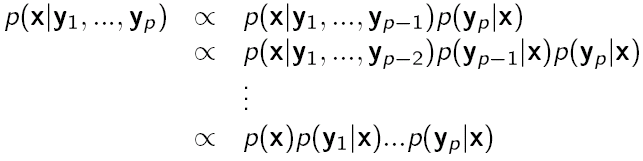 p(x|y₁, ..., yₚ) ∝ p(x|y₁, ..., yₚ₋₁)p(yₚ|x)
∝ p(x|y₁, ..., yₚ₋₂)p(yₚ₋₁|x)p(yₚ|x)
⋮
∝ p(x)p(y₁|x)...p(yₚ|x)